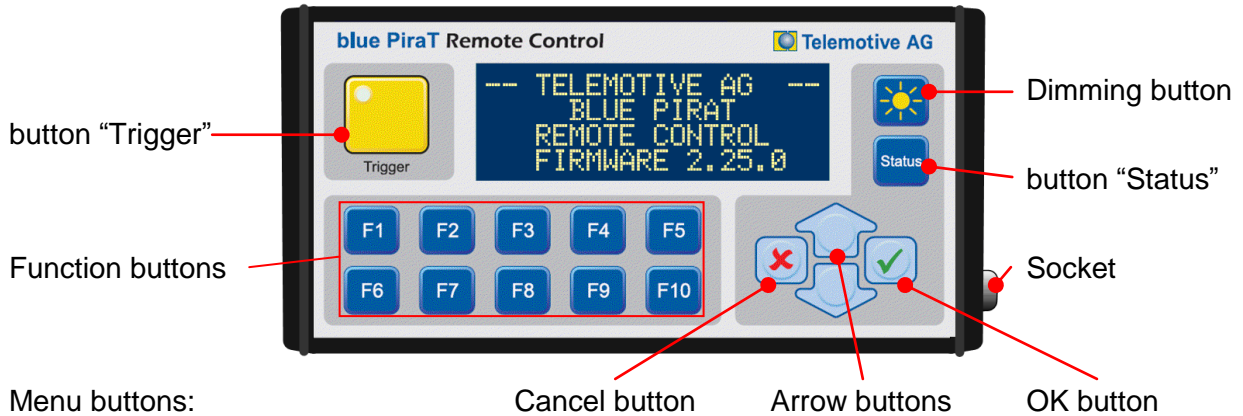 blue PiraT Remote Control
Telemotive AG
-- TELEMOTIVE AG --
BLUE PIRAT
REMOTE CONTROL
FIRMWARE 2.25.0
Trigger
Status
F1 F2 F3 F4 F5
F6 F7 F8 F9 F10
button “Trigger”
Function buttons
Dimming button
button “Status”
Socket
Menu buttons:
Cancel button
Arrow buttons
OK button